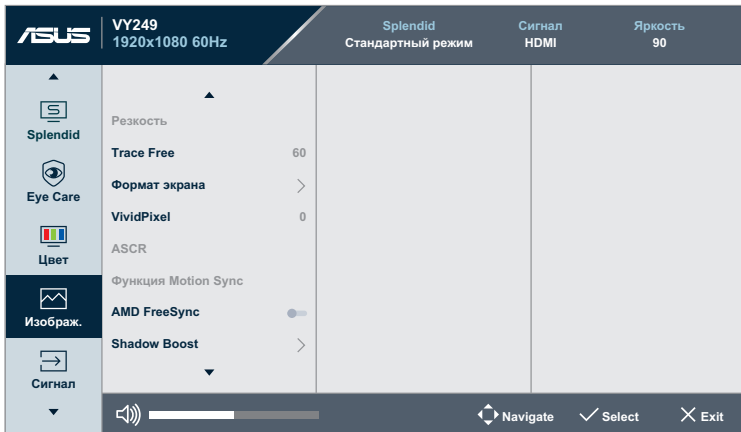 ASUS
VY249
1920x1080 60Hz
Splendid
Стандартный режим
Сигнал
HDMI
Яркость
90
Splendid
Eye Care
Цвет
Изображ.
Сигнал
Резкость
Trace Free 60
Формат экрана
VividPixel 0
ASCR
Функция Motion Sync
AMD FreeSync
Shadow Boost
Navigate
Select
Exit